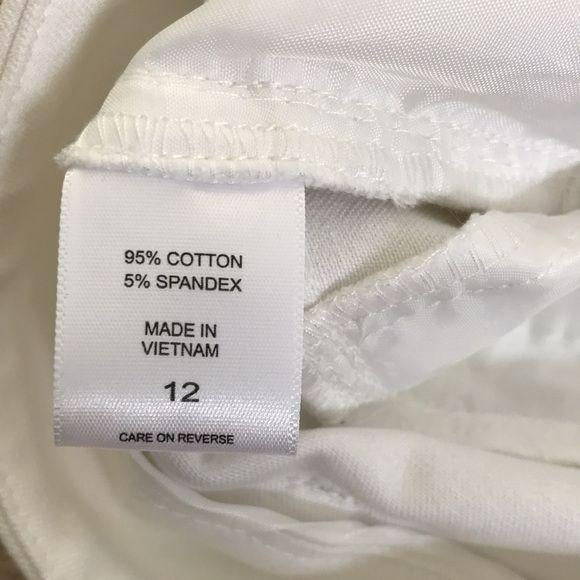 95% COTTON
5% SPANDEX
MADE IN
VIETNAM
12
CARE ON REVERSE